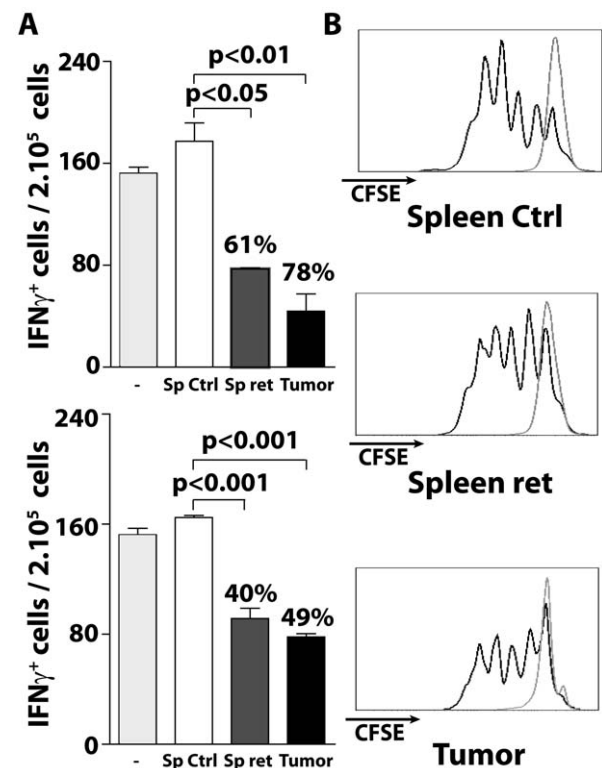 A
IFNγ⁺ cells / 2.10⁵ cells
240
160
80
0
p<0.01
p<0.05
61%
78%
- Sp Ctrl Sp ret Tumor
IFNγ⁺ cells / 2.10⁵ cells
240
160
80
0
p<0.001
p<0.001
40%
49%
- Sp Ctrl Sp ret Tumor
B
CFSE
Spleen Ctrl
CFSE
Spleen ret
CFSE
Tumor